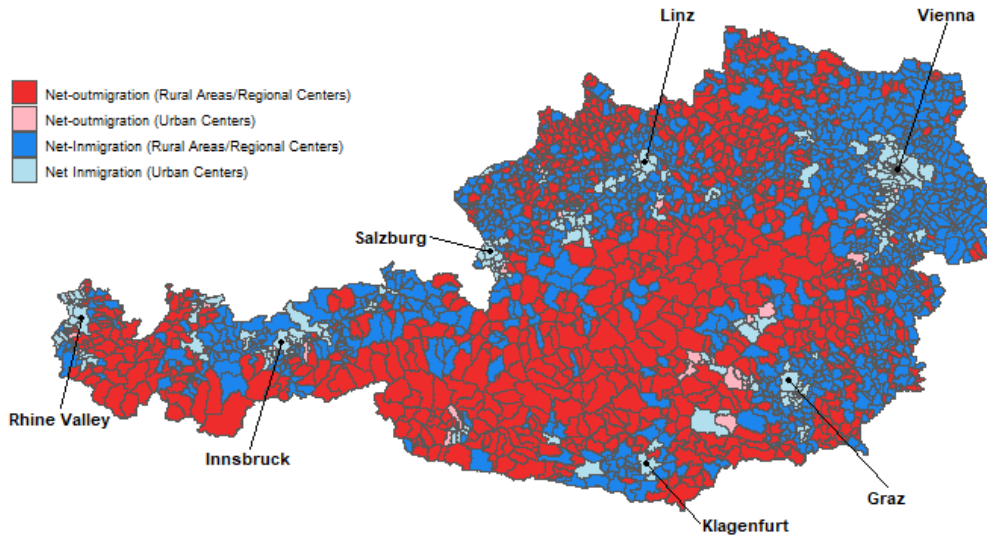 Linz
Vienna
Net-outmigration (Rural Areas/Regional Centers)
Net-outmigration (Urban Centers)
Net-Inmigration (Rural Areas/Regional Centers)
Net Inmigration (Urban Centers)
Salzburg
Rhine Valley
Innsbruck
Graz
Klagenfurt